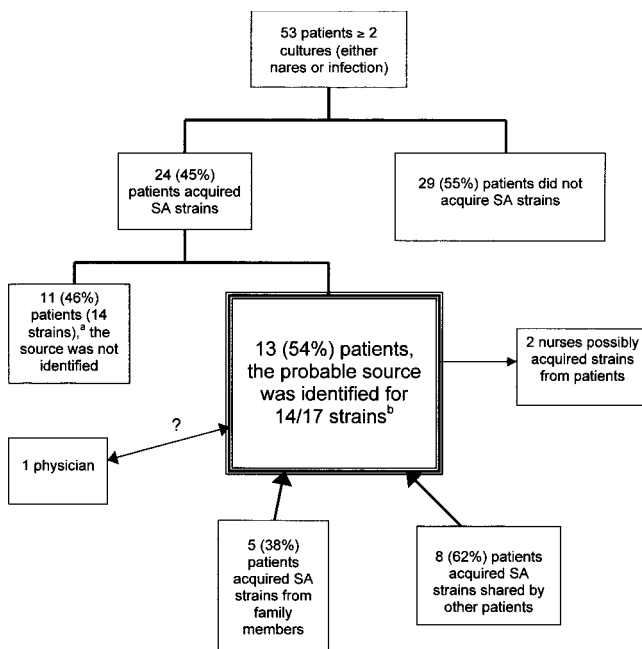 53 patients ≥ 2
cultures (either
nares or infection)
24 (45%)
patients acquired
SA strains
29 (55%) patients did not
acquire SA strains
11 (46%)
patients (14
strains),ª the
source was not
identified
13 (54%) patients,
the probable source
was identified for
14/17 strainsᵇ
2 nurses possibly
acquired strains
from patients
?
1 physician
5 (38%)
patients
acquired SA
strains from
family
members
8 (62%) patients
acquired SA
strains shared by
other patients